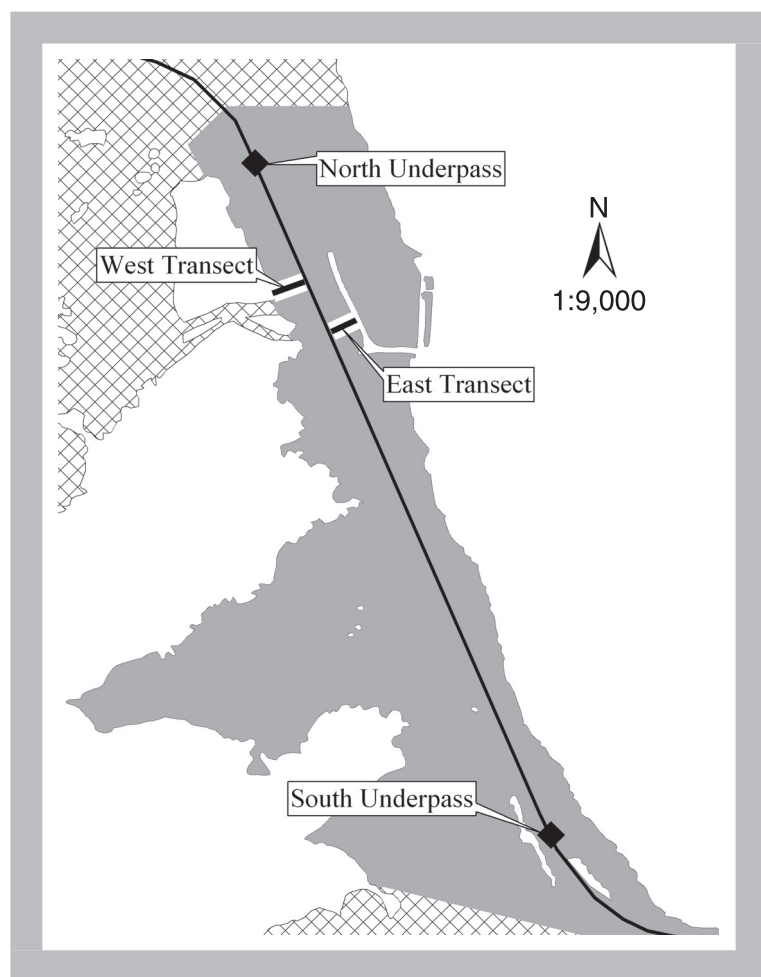 North Underpass
N
West Transect
1:9,000
East Transect
South Underpass